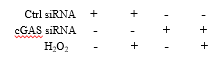 Ctrl siRNA + + - -
cGAS siRNA - - + +
H₂O₂ - + - +